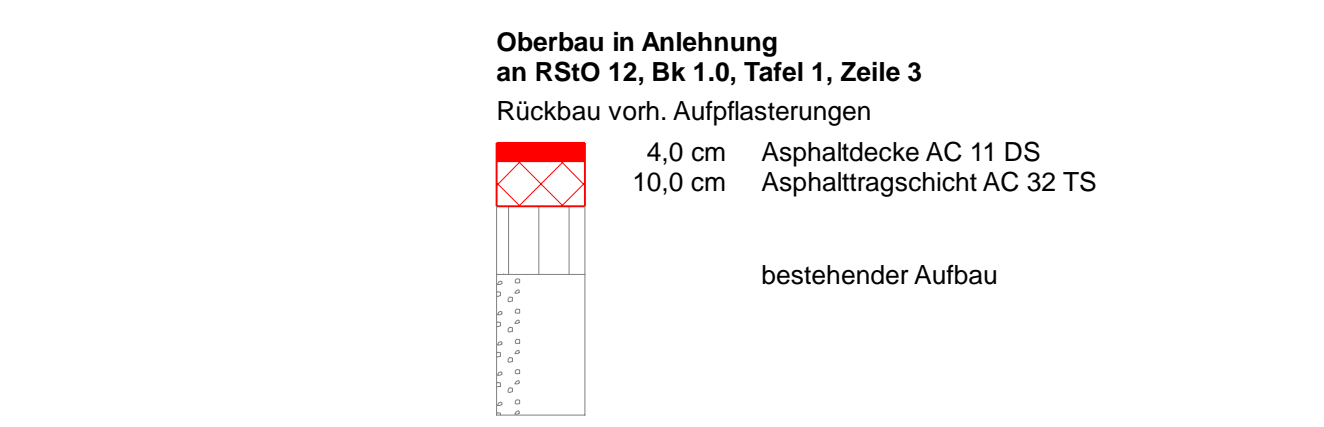 Oberbau in Anlehnung
an RStO 12, Bk 1.0, Tafel 1, Zeile 3
Rückbau vorh. Aufpflasterungen
4,0 cm Asphaltdecke AC 11 DS
10,0 cm Asphalttragschicht AC 32 TS
bestehender Aufbau